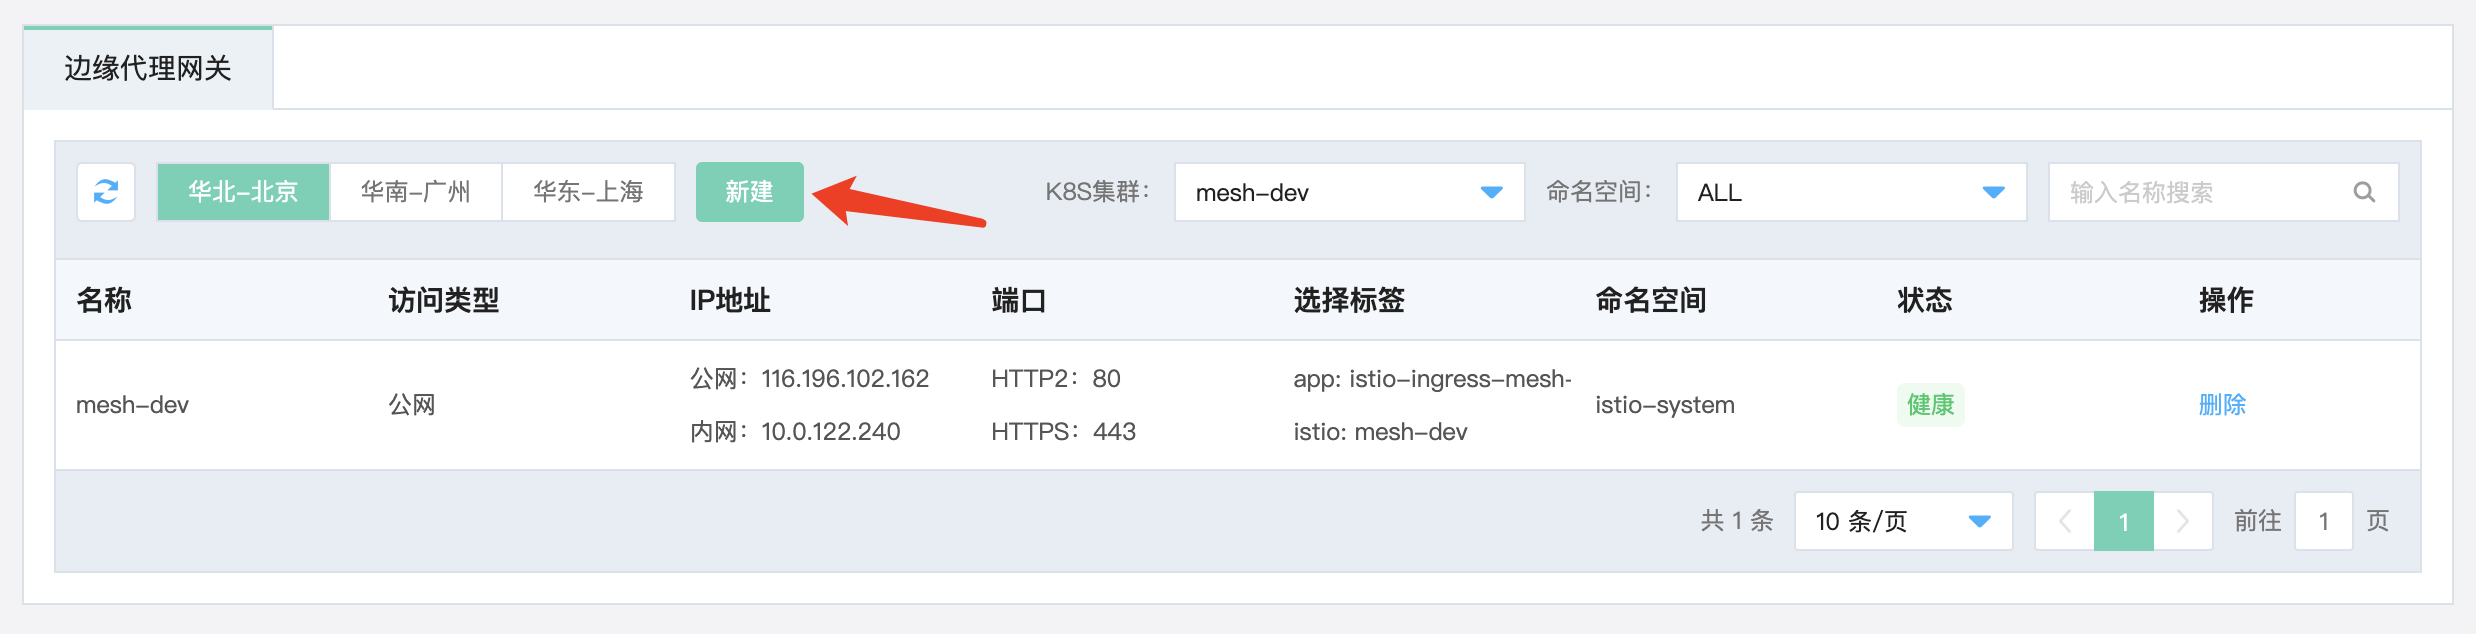 边缘代理网关
华北-北京 华南-广州 华东-上海 新建 K8S集群： mesh-dev 命名空间： ALL 输入名称搜索
名称 访问类型 IP地址 端口 选择标签 命名空间 状态 操作
mesh-dev 公网 公网：116.196.102.162 HTTP2：80 app: istio-ingress-mesh- istio-system 健康 删除
内网：10.0.122.240 HTTPS：443 istio: mesh-dev
共 1 条 10 条/页 1 前往 1 页